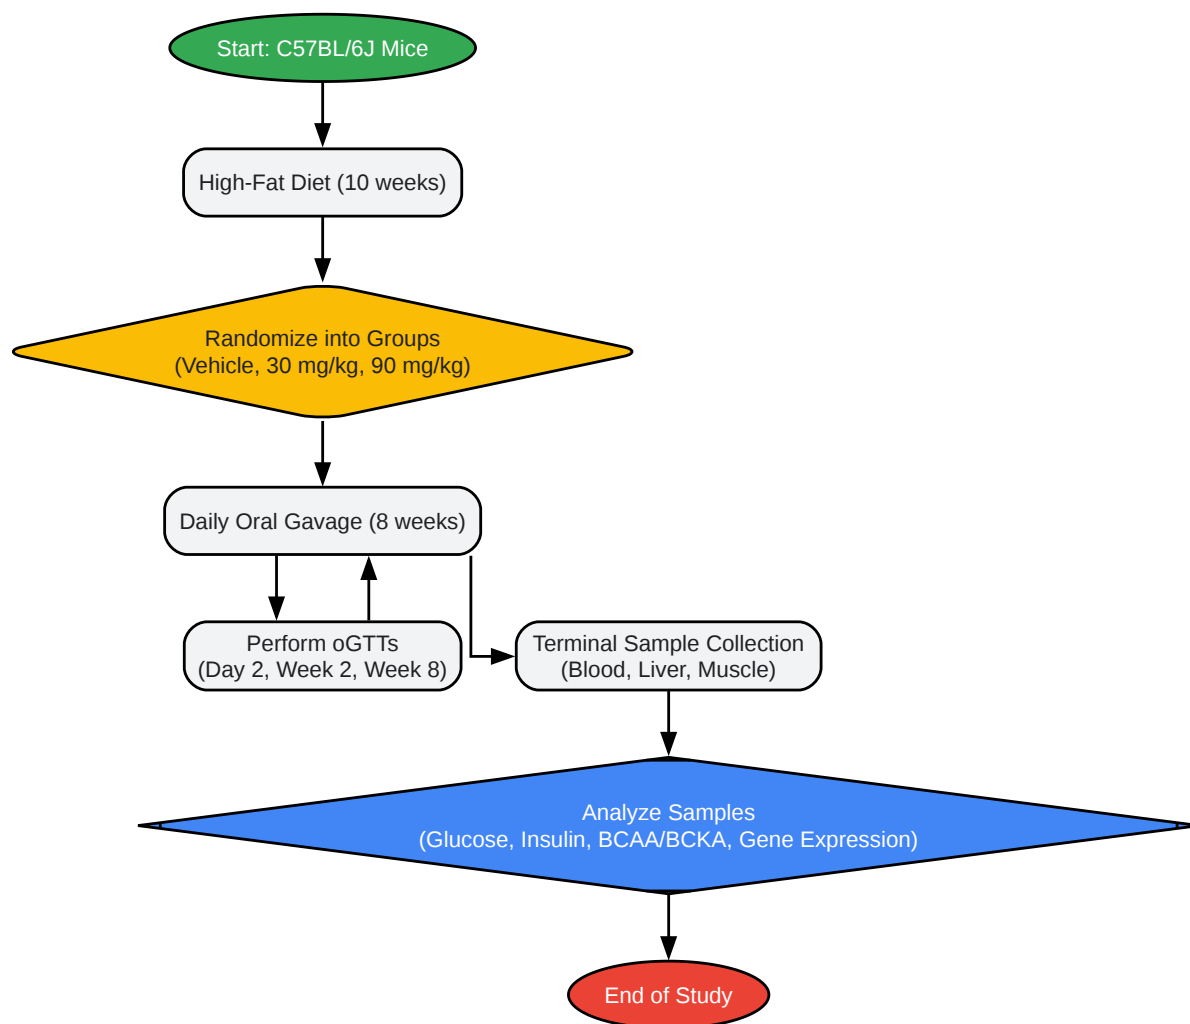 Start: C57BL/6J Mice
High-Fat Diet (10 weeks)
Randomize into Groups
(Vehicle, 30 mg/kg, 90 mg/kg)
Daily Oral Gavage (8 weeks)
Perform oGTTs
(Day 2, Week 2, Week 8)
Terminal Sample Collection
(Blood, Liver, Muscle)
Analyze Samples
(Glucose, Insulin, BCAA/BCKA, Gene Expression)
End of Study